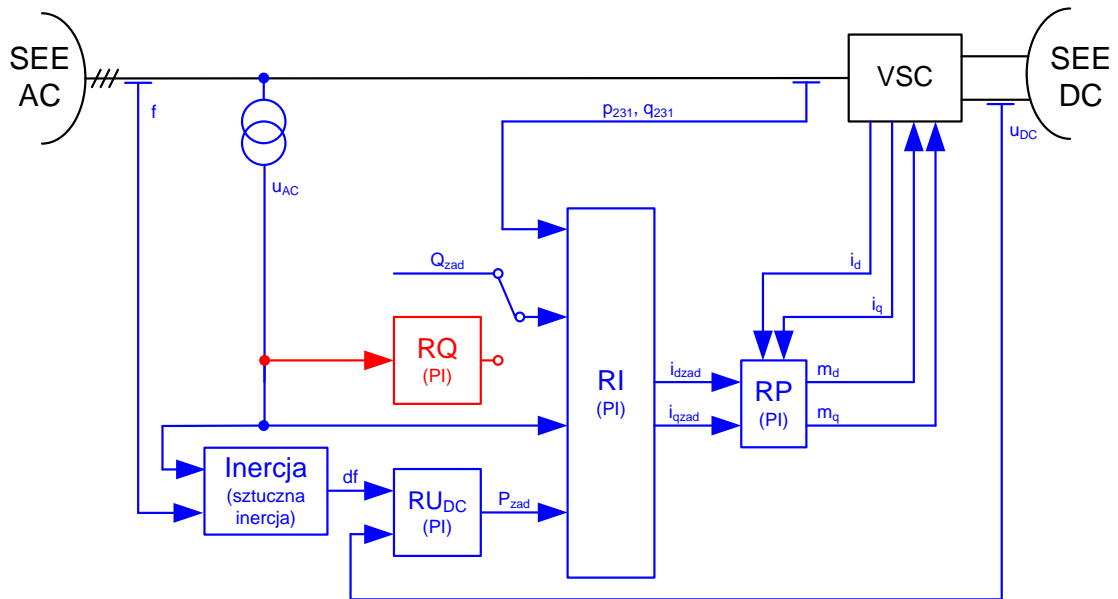 SEE
AC
VSC
SEE
DC
f
p231, q231
uDC
uAC
Qzad
id
iq
RQ
(PI)
RI
(PI)
idzad
iqzad
RP
(PI)
md
mq
Inercja
(sztuczna
inercja)
df
RUDC
(PI)
Pzad